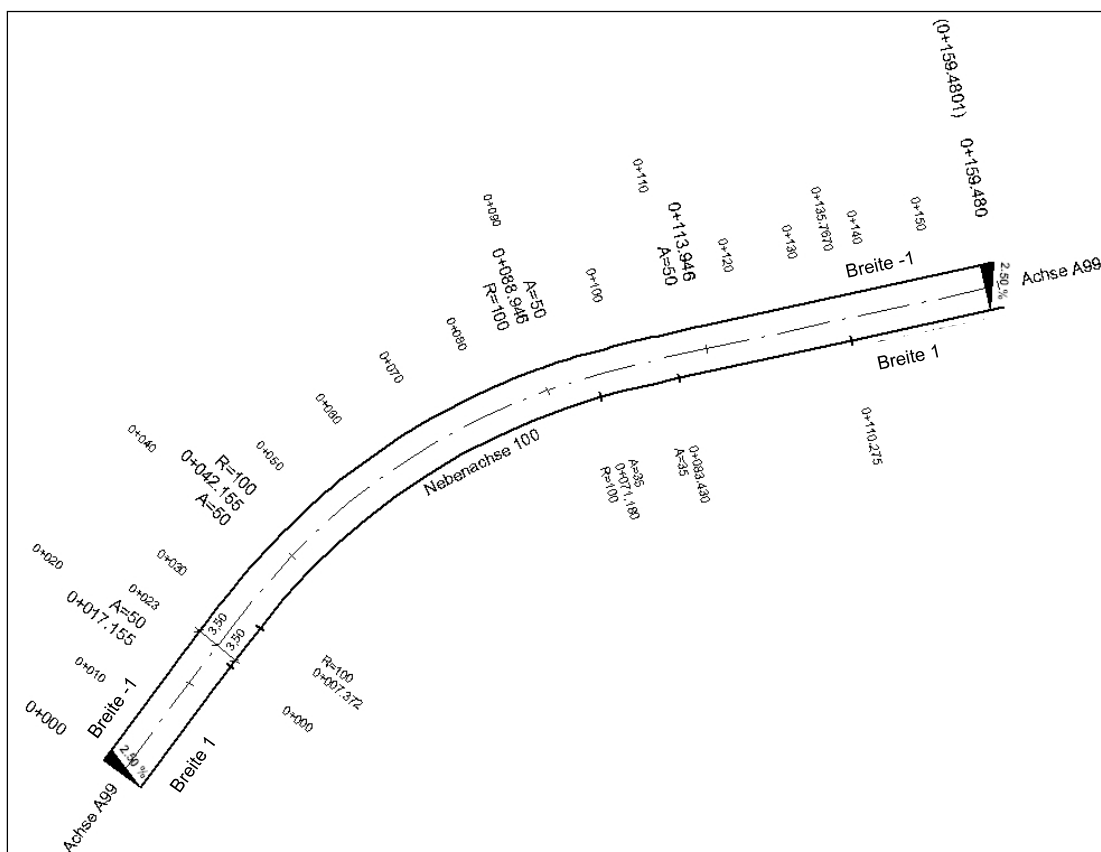 (0+159.4801)
0+159.480
0+150
0+140
0+135.7670
0+130
0+120
0+113.946
A=50
0+110
0+100
0+090
A=50
0+088.946
R=100
0+080
0+070
0+060
0+050
R=100
0+042.155
A=50
0+040
0+030
0+023
0+020
A=50
0+017.155
0+010
0+000
Breite -1
Breite 1
Achse A99
2.50 %
3,50
3,50
Nebenachse 100
Breite -1
Breite 1
Achse A99
2.50 %
0+000
R=100
0+007.372
A=35
0+071.180
R=100
0+083.430
A=35
0+110.275